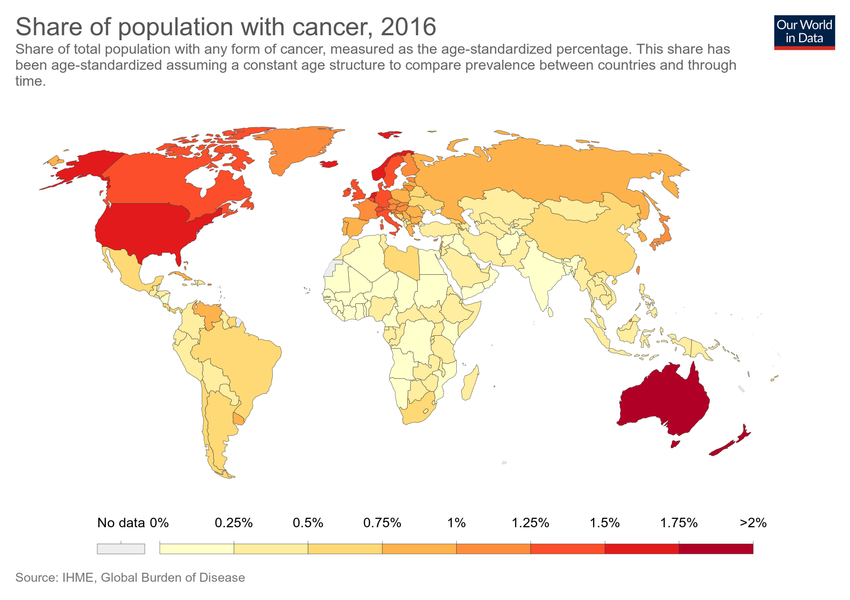 Share of population with cancer, 2016
Our World
in Data
Share of total population with any form of cancer, measured as the age-standardized percentage. This share has
been age-standardized assuming a constant age structure to compare prevalence between countries and through
time.
No data 0% 0.25% 0.5% 0.75% 1% 1.25% 1.5% 1.75% >2%
Source: IHME, Global Burden of Disease